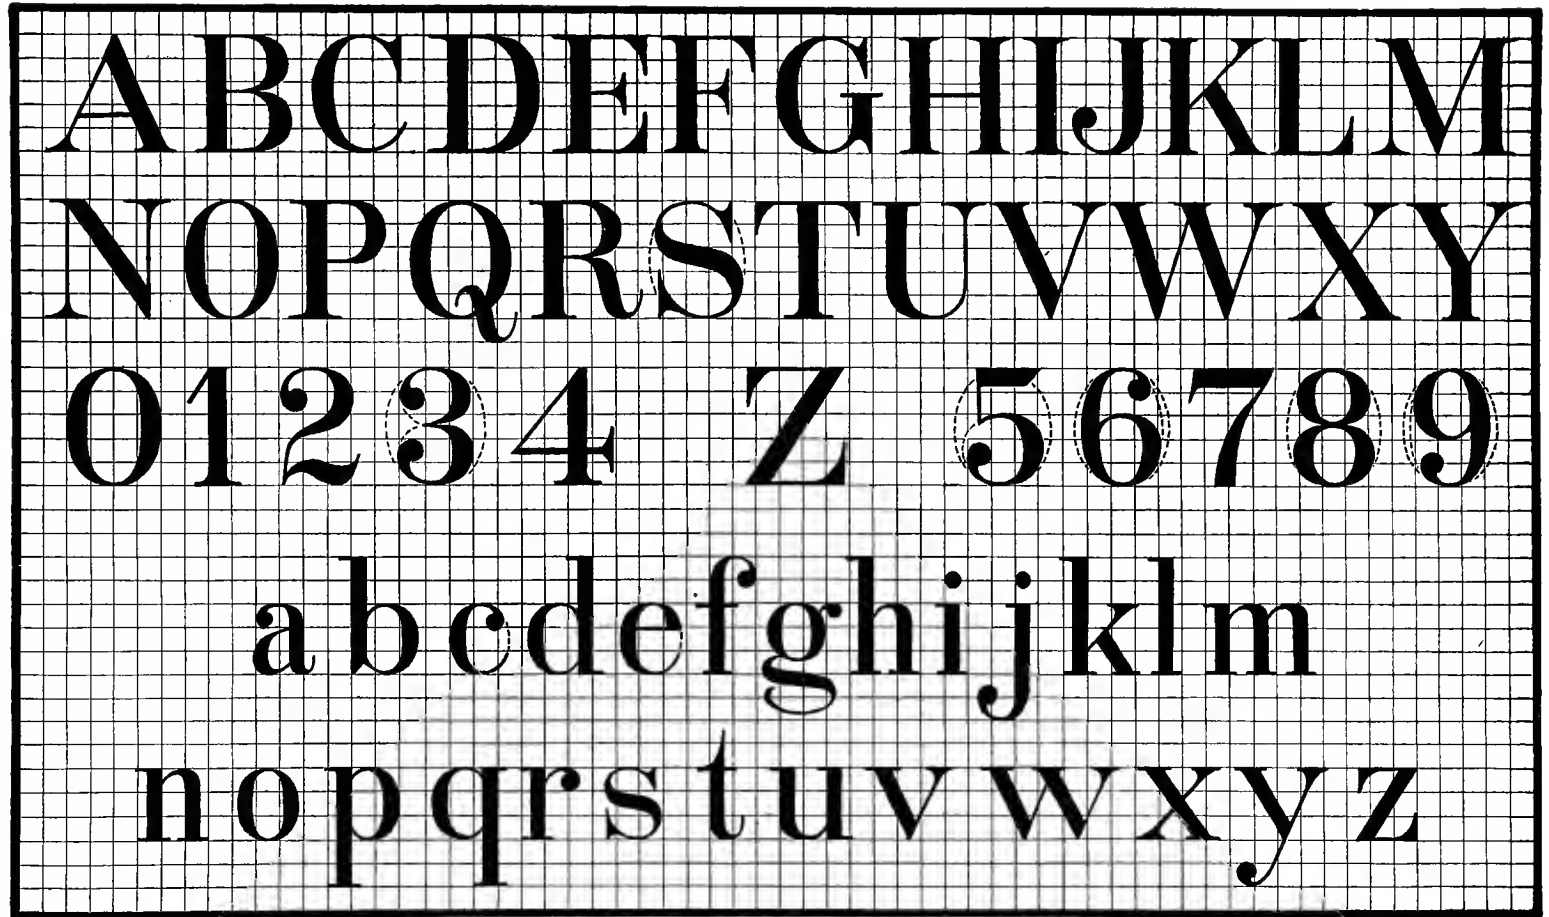 ABCDEFGHIJKLM
NOPQRSTUVWXY
01234 Z 56789
abcdefghijklm
nopqrstuvwxyz